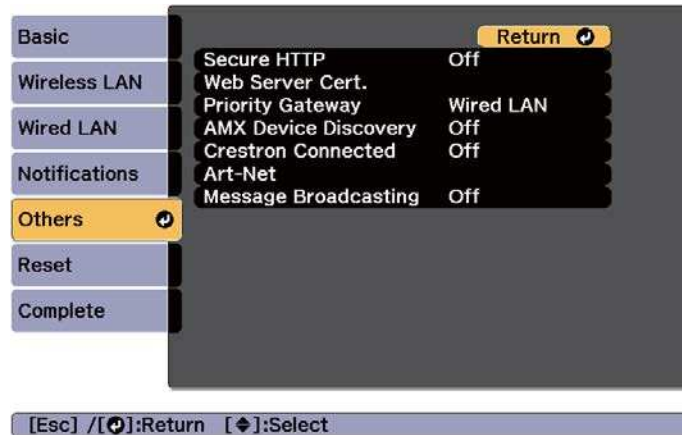 Basic
Wireless LAN
Wired LAN
Notifications
Others
Reset
Complete
Return
Secure HTTP Off
Web Server Cert.
Priority Gateway Wired LAN
AMX Device Discovery Off
Crestron Connected Off
Art-Net
Message Broadcasting Off
[Esc] /[⏎]:Return [◆]:Select